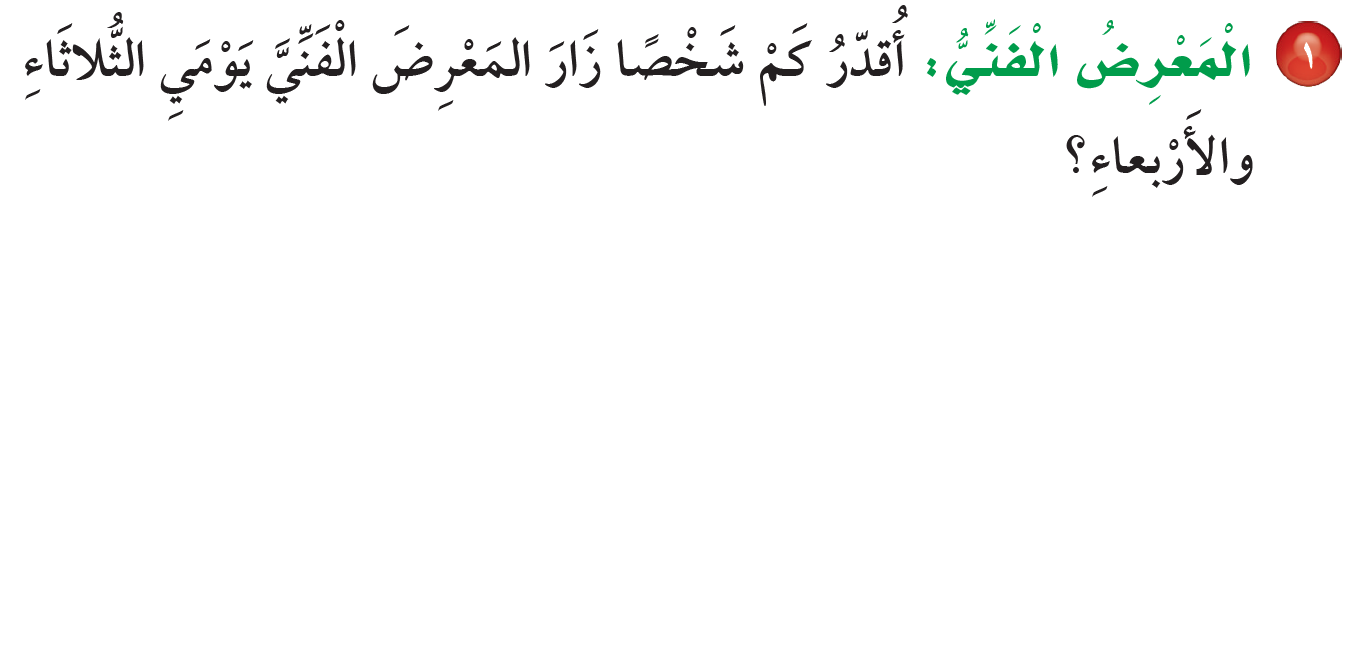 ١ الْمَعْرِضُ الْفَنِّيُّ: أُقدّرُ كَمْ شَخْصًا زَارَ المَعْرِضَ الْفَنِّيَّ يَوْمَيِ الثُّلاثَاءِ
والأَرْبعاءِ؟